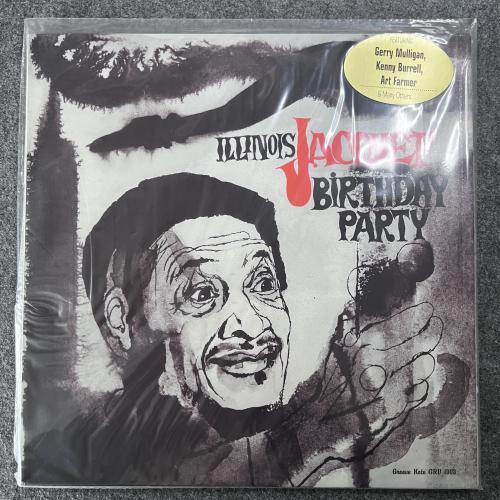 FEATURING
Gerry Mulligan,
Kenny Burrell,
Art Farmer
& Many Others
ILLINOIS JACQUET
BIRTHDAY
PARTY
Groove Note GRV 1003